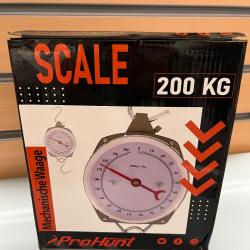 SCALE
200 KG
Mechanische Waage
ProHunt